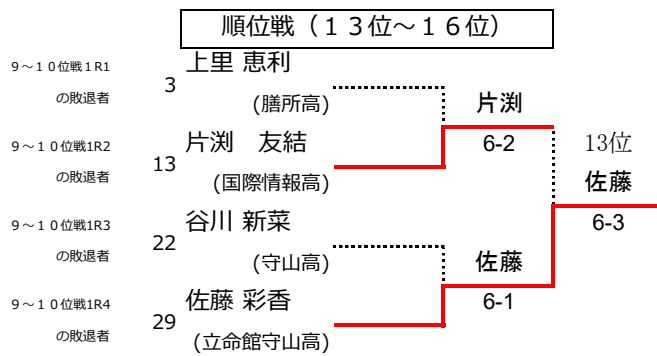 順位戦（１３位～１６位）
９～１０位戦１R1
の敗退者
3
上里 恵利
(膳所高)
片渕
6-2
９～１０位戦1R2
の敗退者
13
片渕　友結
(国際情報高)
13位
佐藤
6-3
９～１０位戦1R3
の敗退者
22
谷川 新菜
(守山高)
佐藤
6-1
９～１０位戦1R4
の敗退者
29
佐藤 彩香
(立命館守山高)